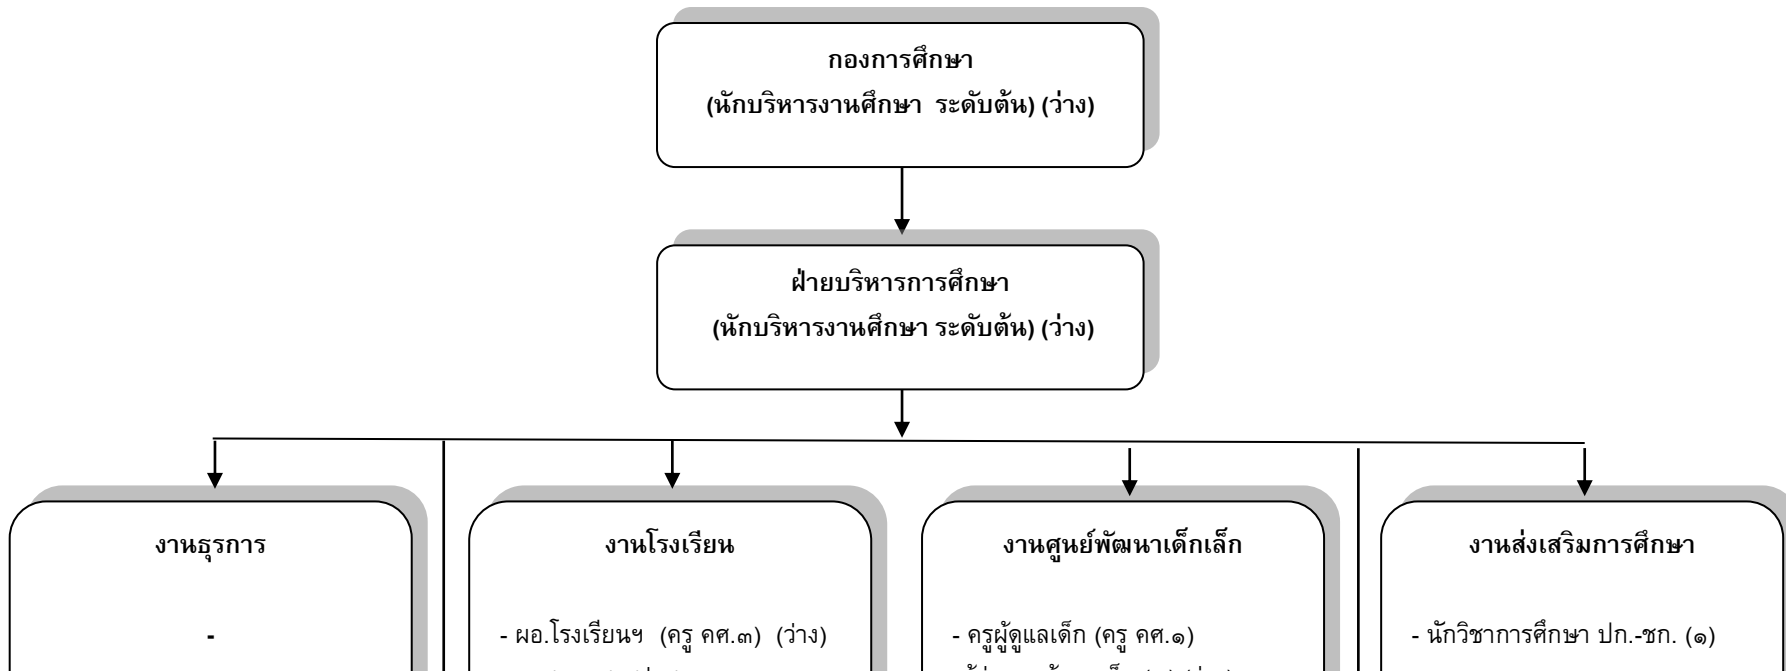 กองการศึกษา
(นักบริหารงานศึกษา ระดับต้น) (ว่าง)
ฝ่ายบริหารการศึกษา
(นักบริหารงานศึกษา ระดับต้น) (ว่าง)
งานธุรการ
-
งานโรงเรียน
- ผอ.โรงเรียนฯ (ครู คศ.๓) (ว่าง)
งานศูนย์พัฒนาเด็กเล็ก
- ครูผู้ดูแลเด็ก (ครู คศ.๑)
งานส่งเสริมการศึกษา
- นักวิชาการศึกษา ปก.-ชก. (๑)